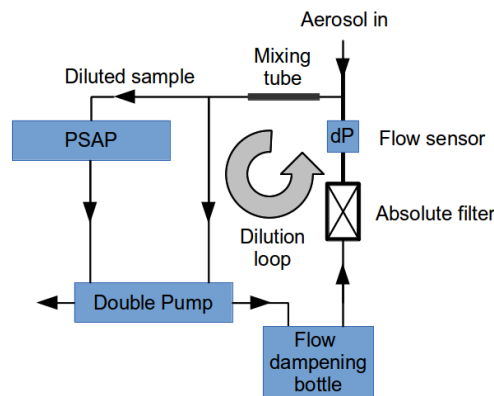 Aerosol in
Mixing
tube
Diluted sample
PSAP
dP
Flow sensor
Absolute filter
Dilution
loop
Double Pump
Flow
dampening
bottle